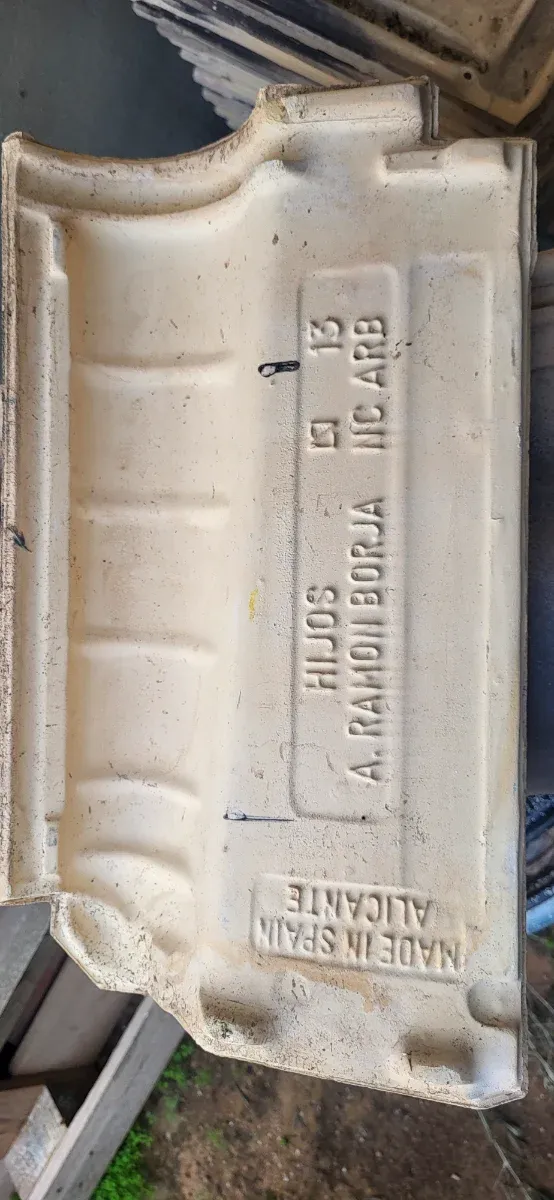 HIJOS
A. RAMON BORJA
13
NC ARB
MADE IN SPAIN
ALICANTE